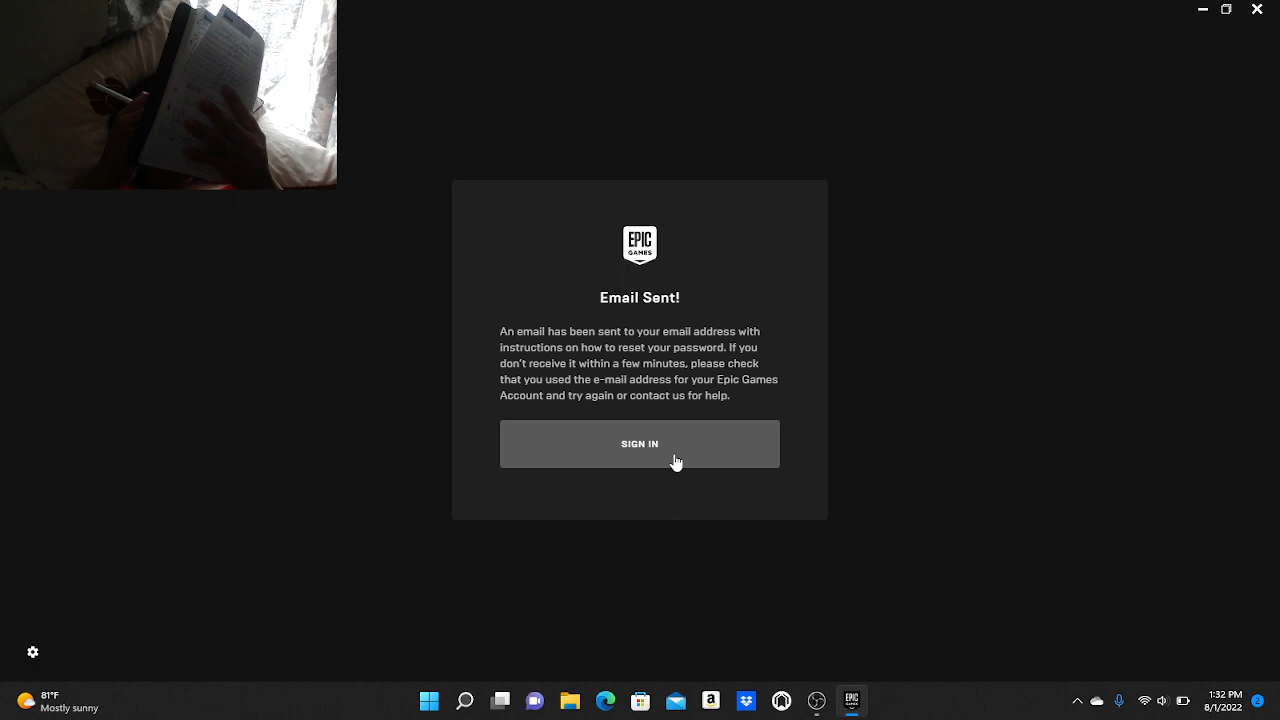 EPIC
GAMES
Email Sent!
An email has been sent to your email address with
instructions on how to reset your password. If you
don't receive it within a few minutes, please check
that you used the e-mail address for your Epic Games
Account and try again or contact us for help.
SIGN IN
81°F
Mostly sunny
a
EPIC
GAMES
1:32 PM
8/1/2022
2